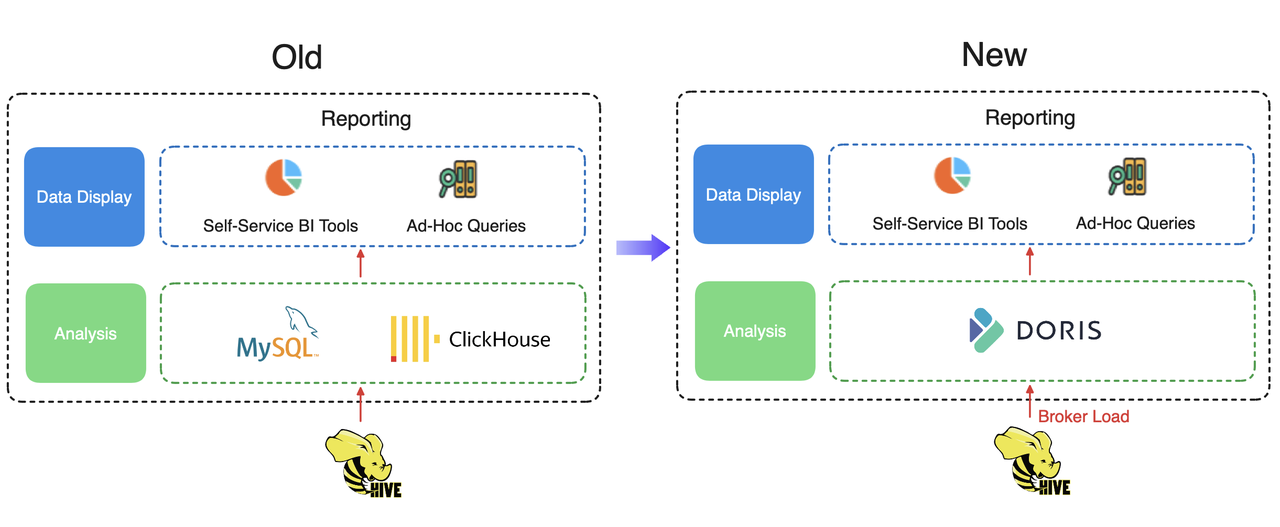 Old
Reporting
Data Display
Self-Service BI Tools
Ad-Hoc Queries
Analysis
MySQL™
ClickHouse
HIVE
New
Reporting
Data Display
Self-Service BI Tools
Ad-Hoc Queries
Analysis
DORIS
Broker Load
HIVE